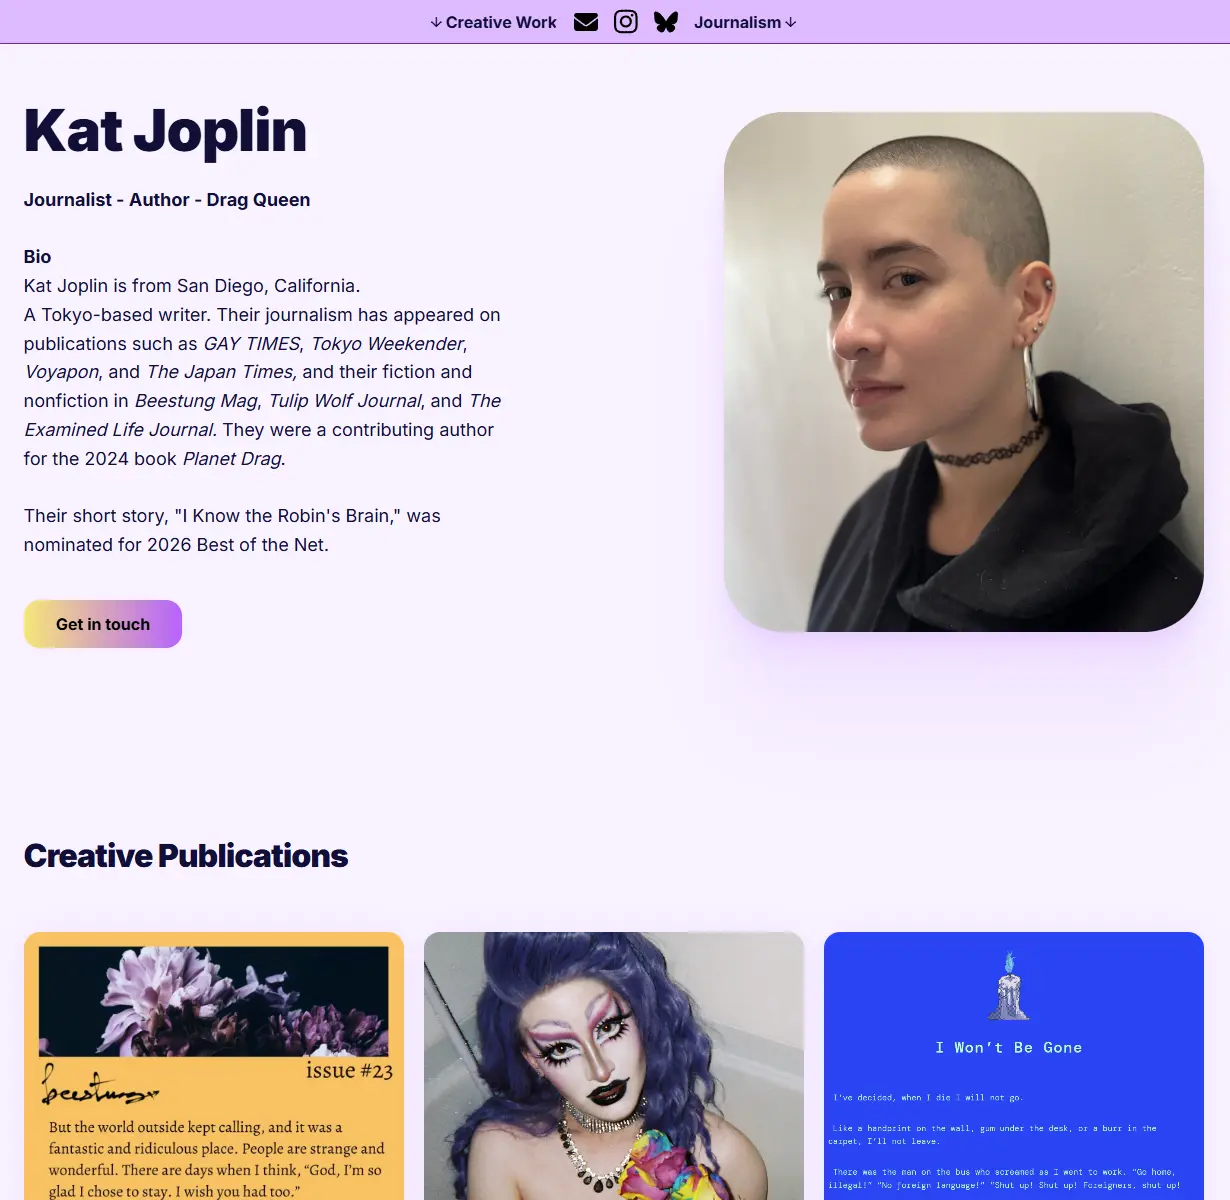 Creative Work
Journalism
Kat Joplin
Journalist - Author - Drag Queen
Bio
Kat Joplin is from San Diego, California.
A Tokyo-based writer. Their journalism has appeared on
publications such as GAY TIMES, Tokyo Weekender,
Voyapon, and The Japan Times, and their fiction and
nonfiction in Beestung Mag, Tulip Wolf Journal, and The
Examined Life Journal. They were a contributing author
for the 2024 book Planet Drag.
Their short story, "I Know the Robin's Brain," was
nominated for 2026 Best of the Net.
Get in touch
Creative Publications
issue #23
beestung
But the world outside kept calling, and it was a
fantastic and ridiculous place. People are strange and
wonderful. There are days when I think, “God, I’m so
glad I chose to stay. I wish you had too.”
I Won’t Be Gone
I’ve decided, when I die I will not go.
Like a handprint on the wall, gum under the desk, or a burr in the
carpet, I’ll not leave.
There was the man on the bus who screamed as I went to work. “Go home,
illegal!” “No foreign language!” “Shut up! Shut up! Foreigners, shut up!